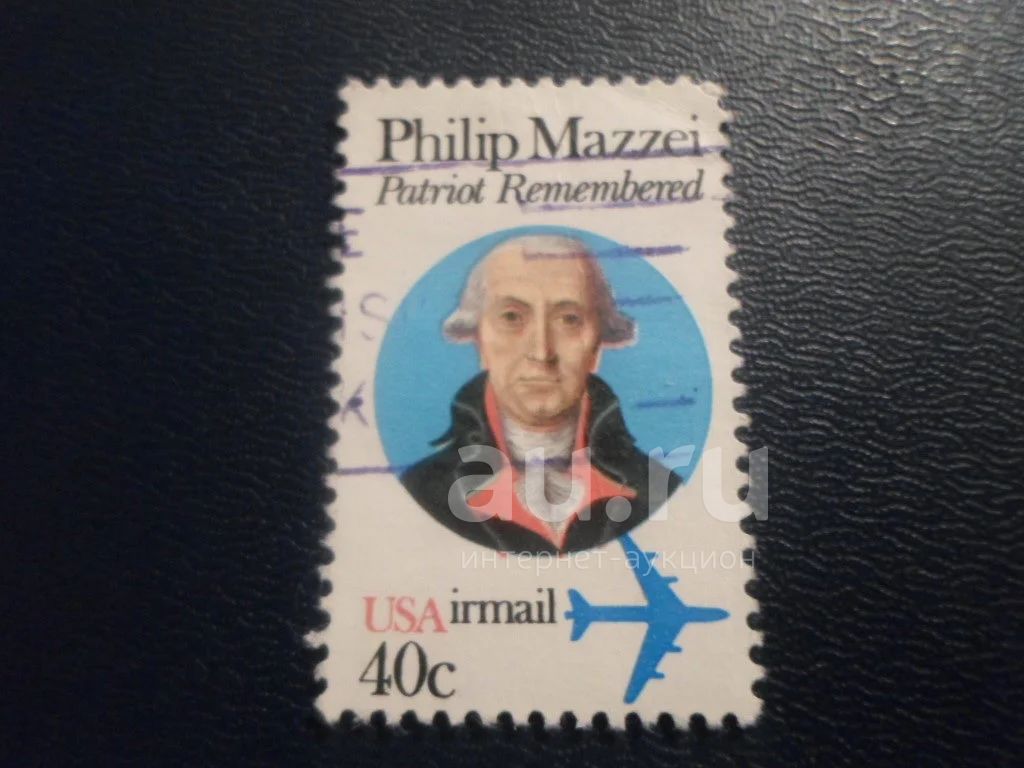 Philip Mazzei
Patriot Remembered
E
S
K
au.ru
интернет-аукцион
USAirmail
40c